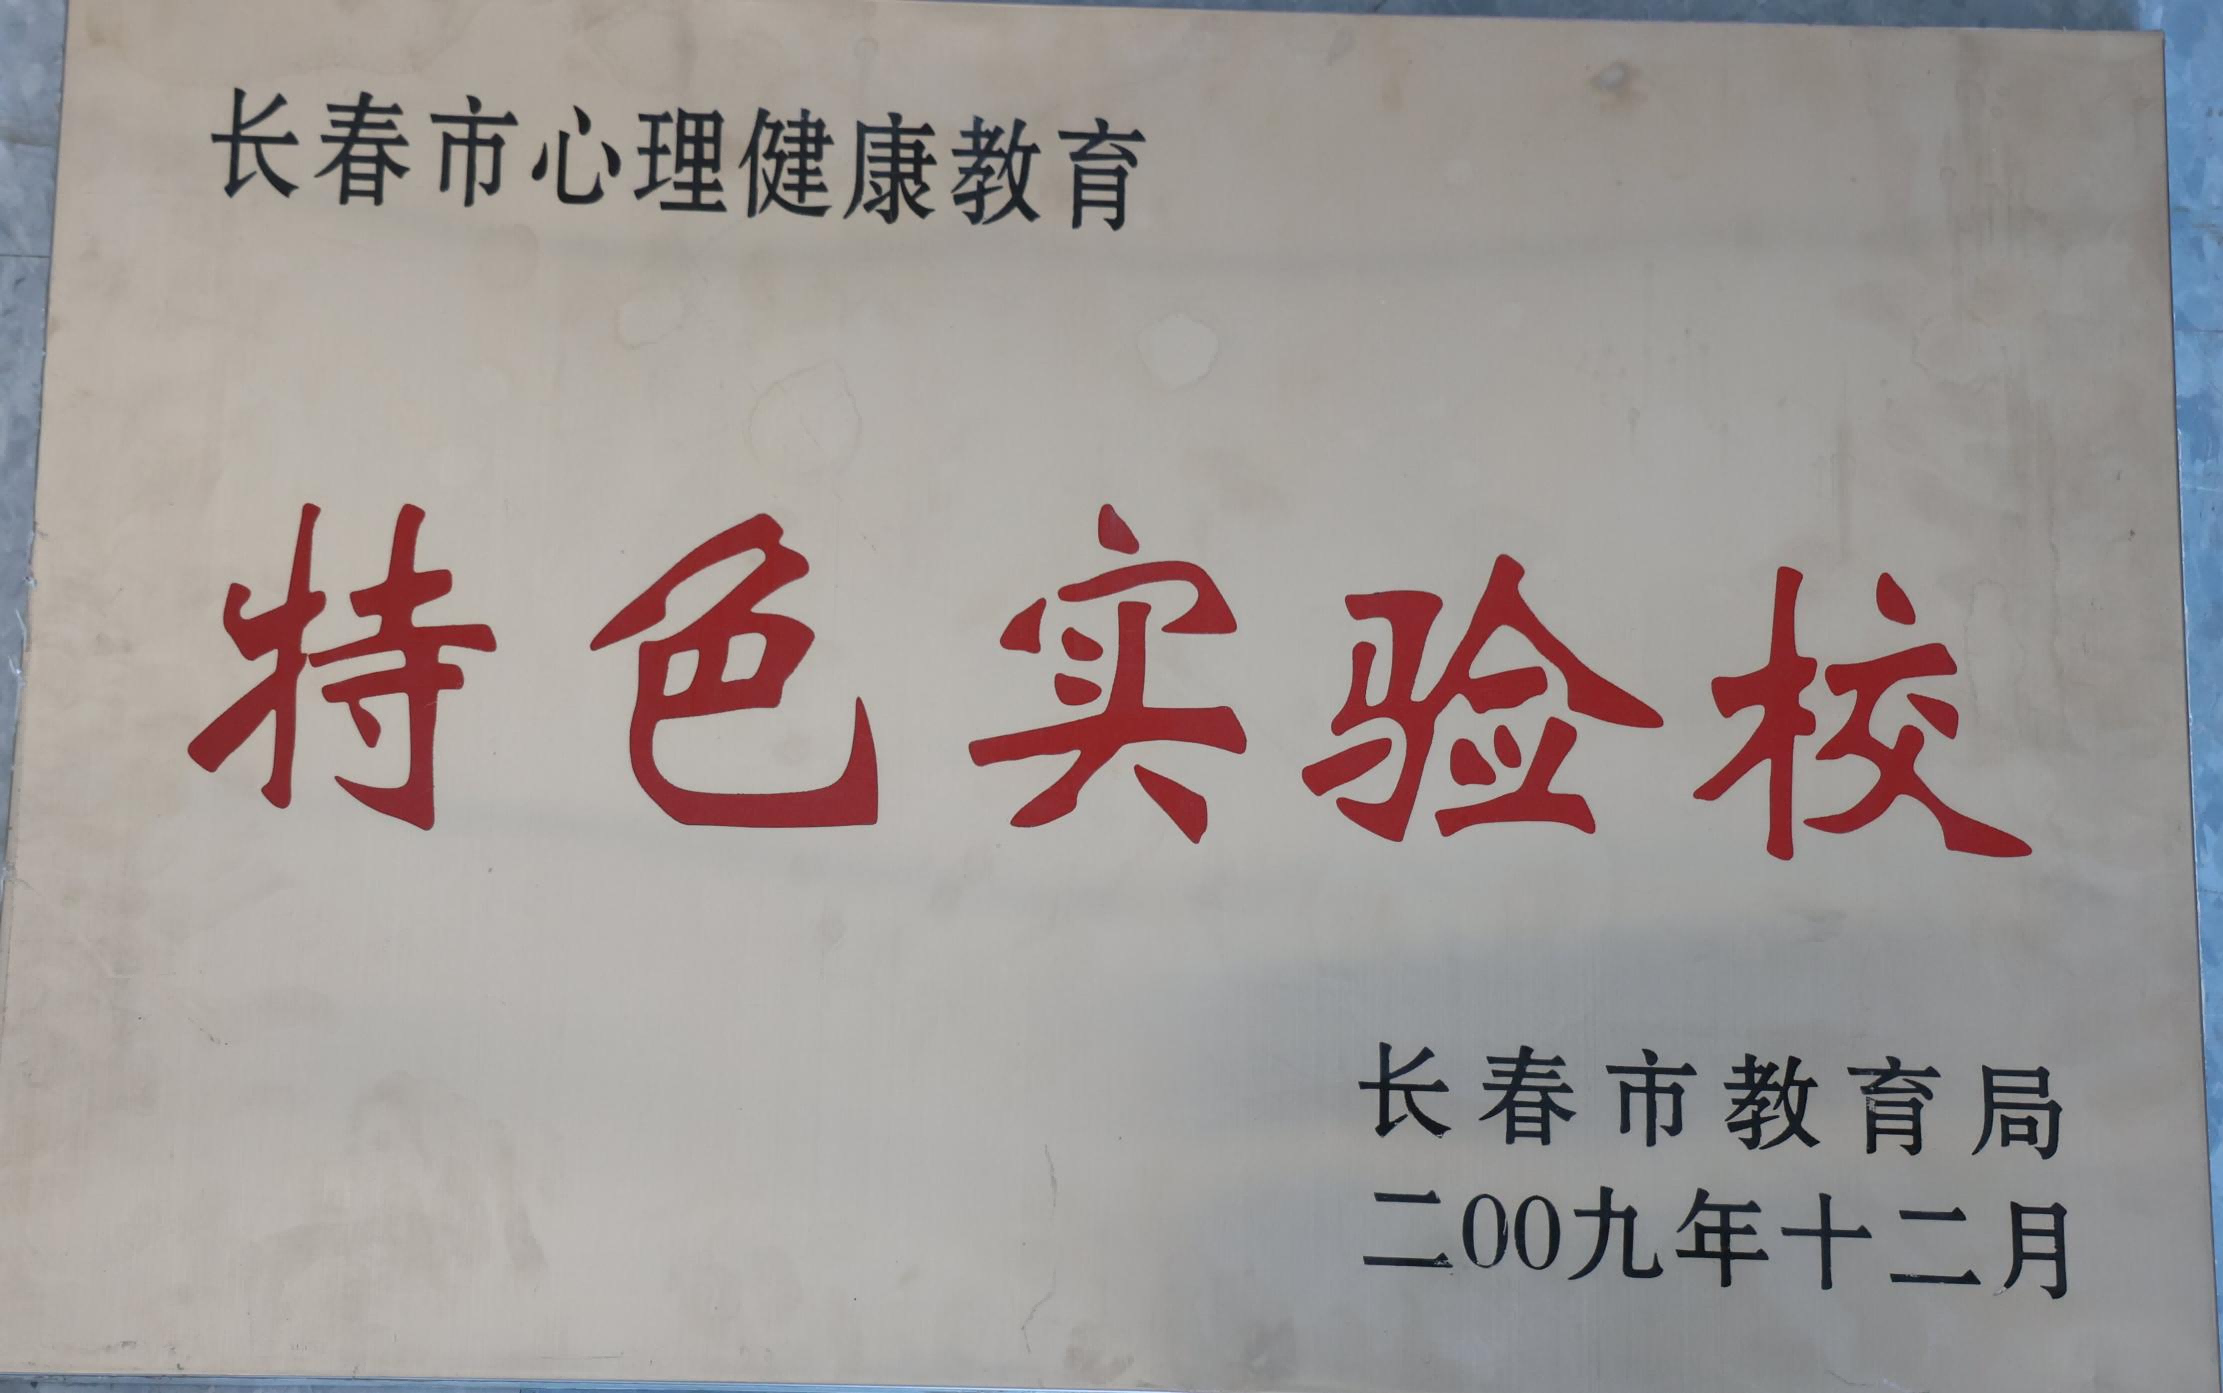 长春市心理健康教育
特色实验校
长春市教育局
二00九年十二月